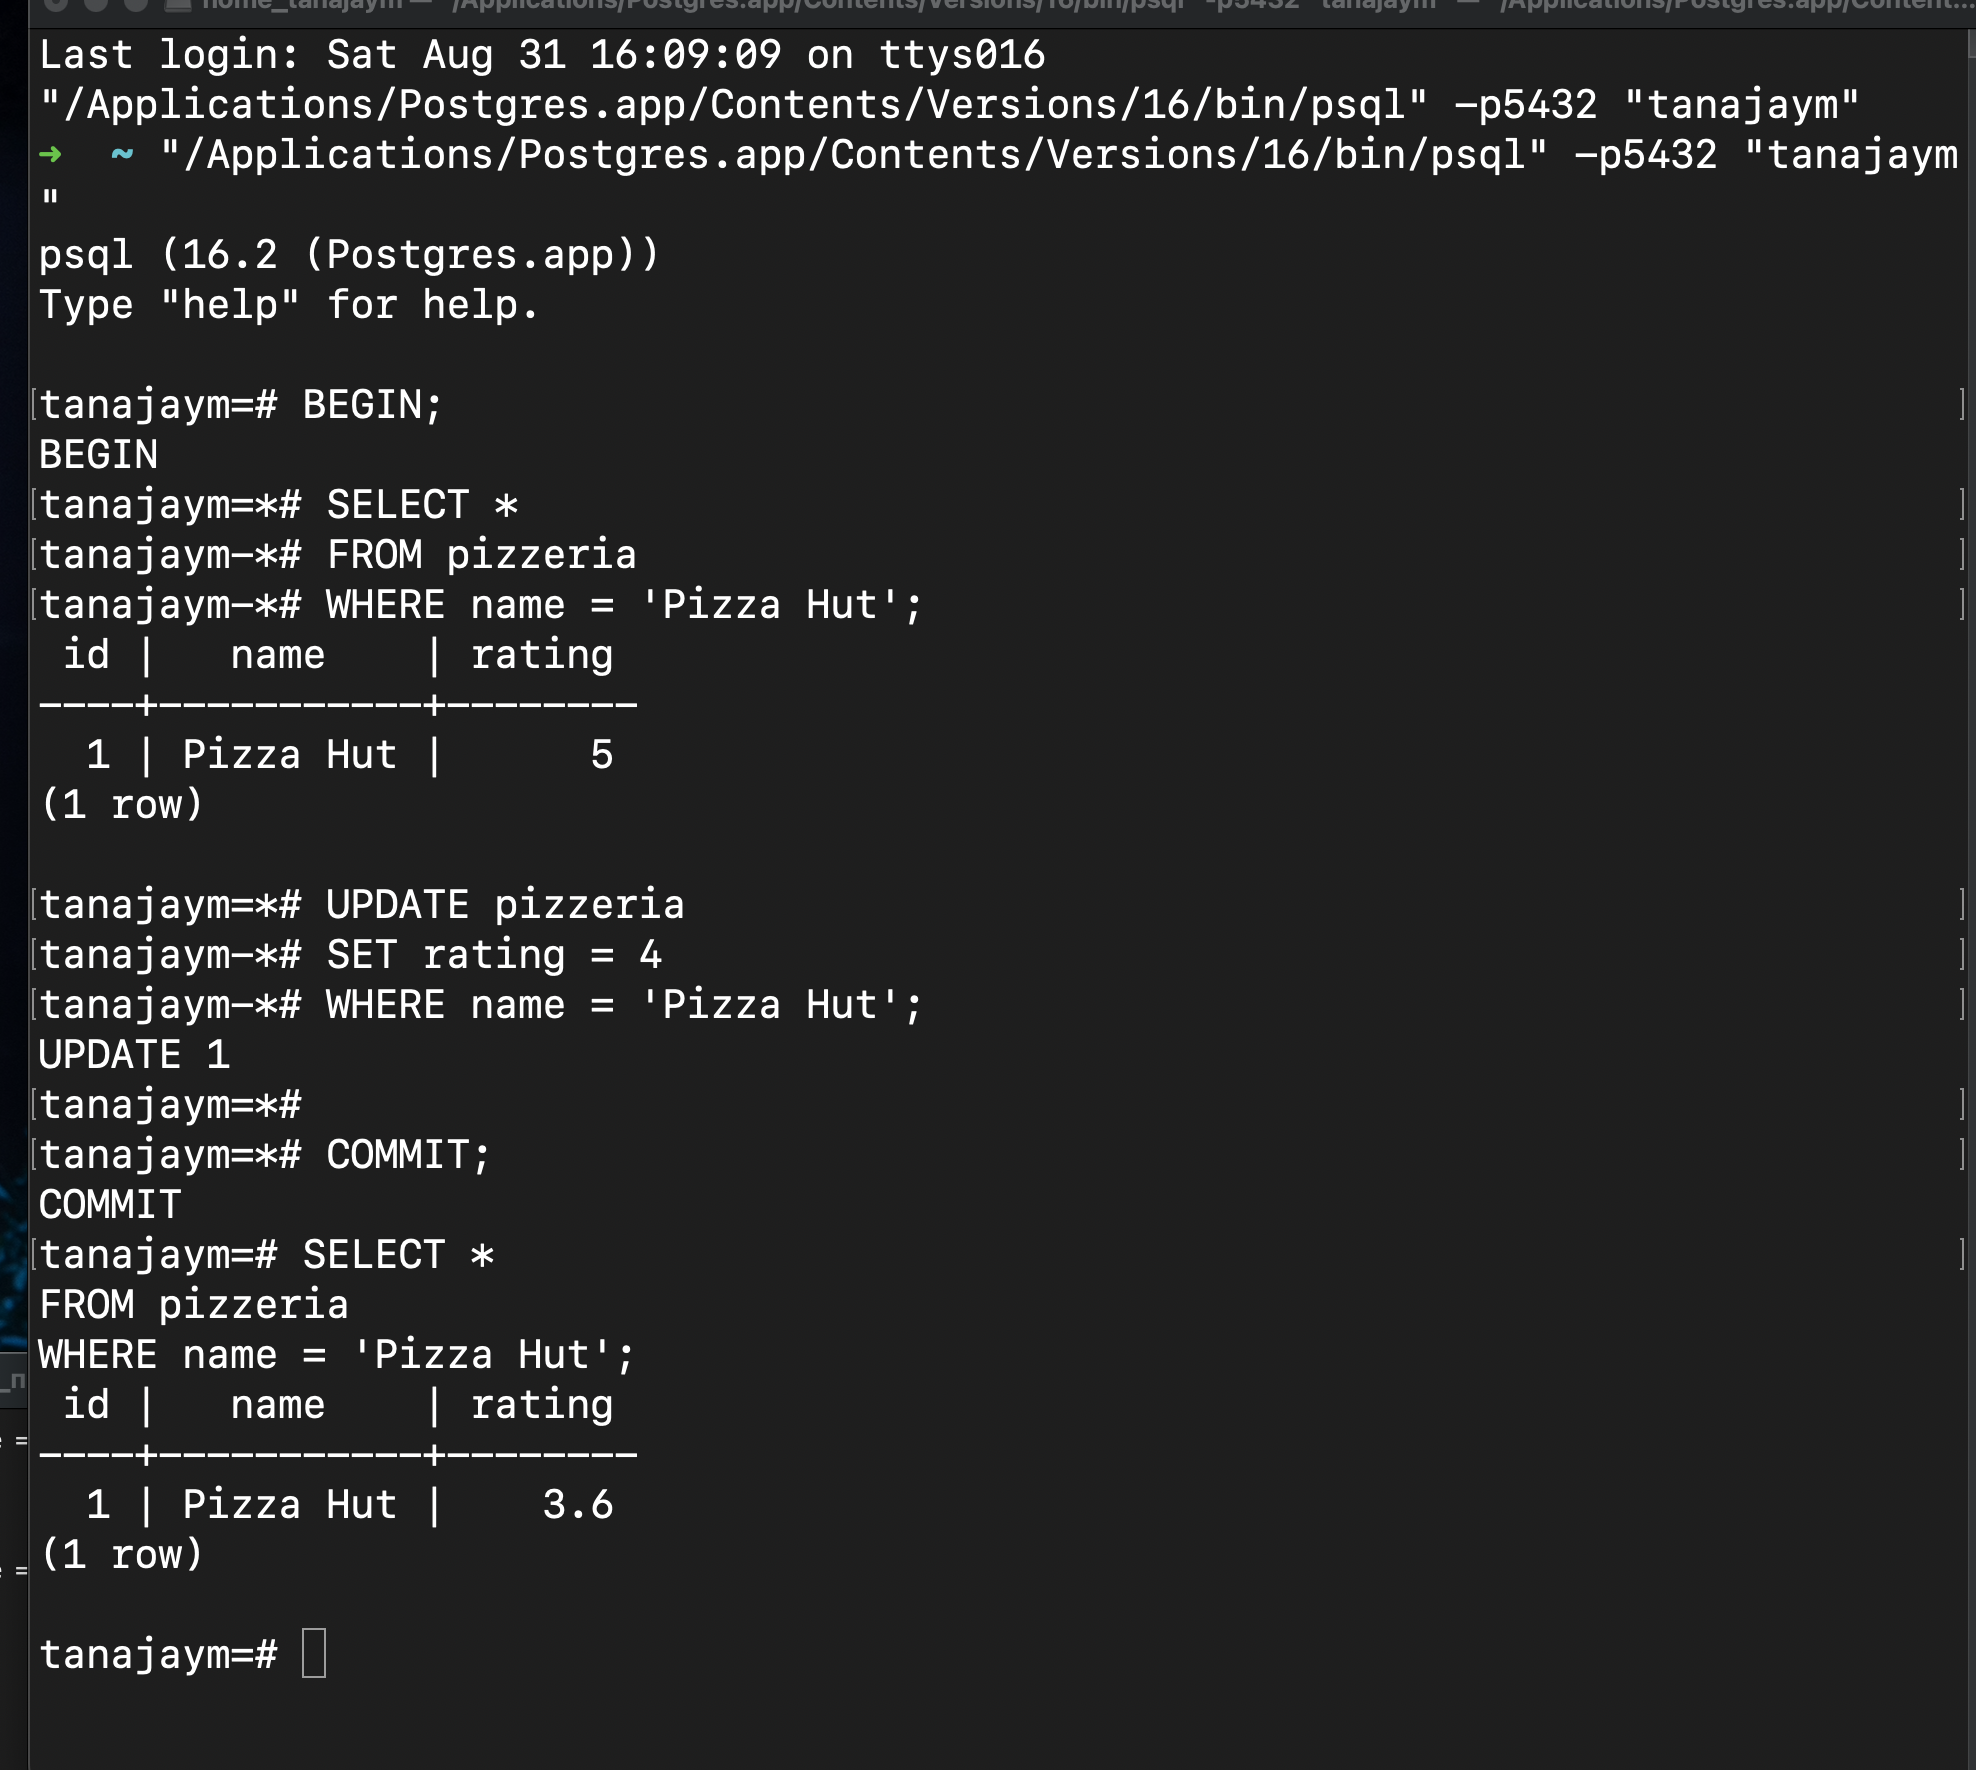 home_tanajaym — "/Applications/Postgres.app/Contents/Versions/16/bin/psql" -p5432 "tanajaym" — "/Applications/Postgres.app/Content...
Last login: Sat Aug 31 16:09:09 on ttys016
"/Applications/Postgres.app/Contents/Versions/16/bin/psql" -p5432 "tanajaym"
➜  ~ "/Applications/Postgres.app/Contents/Versions/16/bin/psql" -p5432 "tanajaym
"
psql (16.2 (Postgres.app))
Type "help" for help.
[tanajaym=# BEGIN; ]
BEGIN
[tanajaym=*# SELECT * ]
[tanajaym-*# FROM pizzeria ]
[tanajaym-*# WHERE name = 'Pizza Hut'; ]
 id |   name    | rating
----+-----------+--------
  1 | Pizza Hut |      5
(1 row)
[tanajaym=*# UPDATE pizzeria ]
[tanajaym-*# SET rating = 4 ]
[tanajaym-*# WHERE name = 'Pizza Hut'; ]
UPDATE 1
[tanajaym=*# ]
[tanajaym=*# COMMIT; ]
COMMIT
[tanajaym=# SELECT * ]
FROM pizzeria
WHERE name = 'Pizza Hut';
 id |   name    | rating
----+-----------+--------
  1 | Pizza Hut |    3.6
(1 row)
tanajaym=#